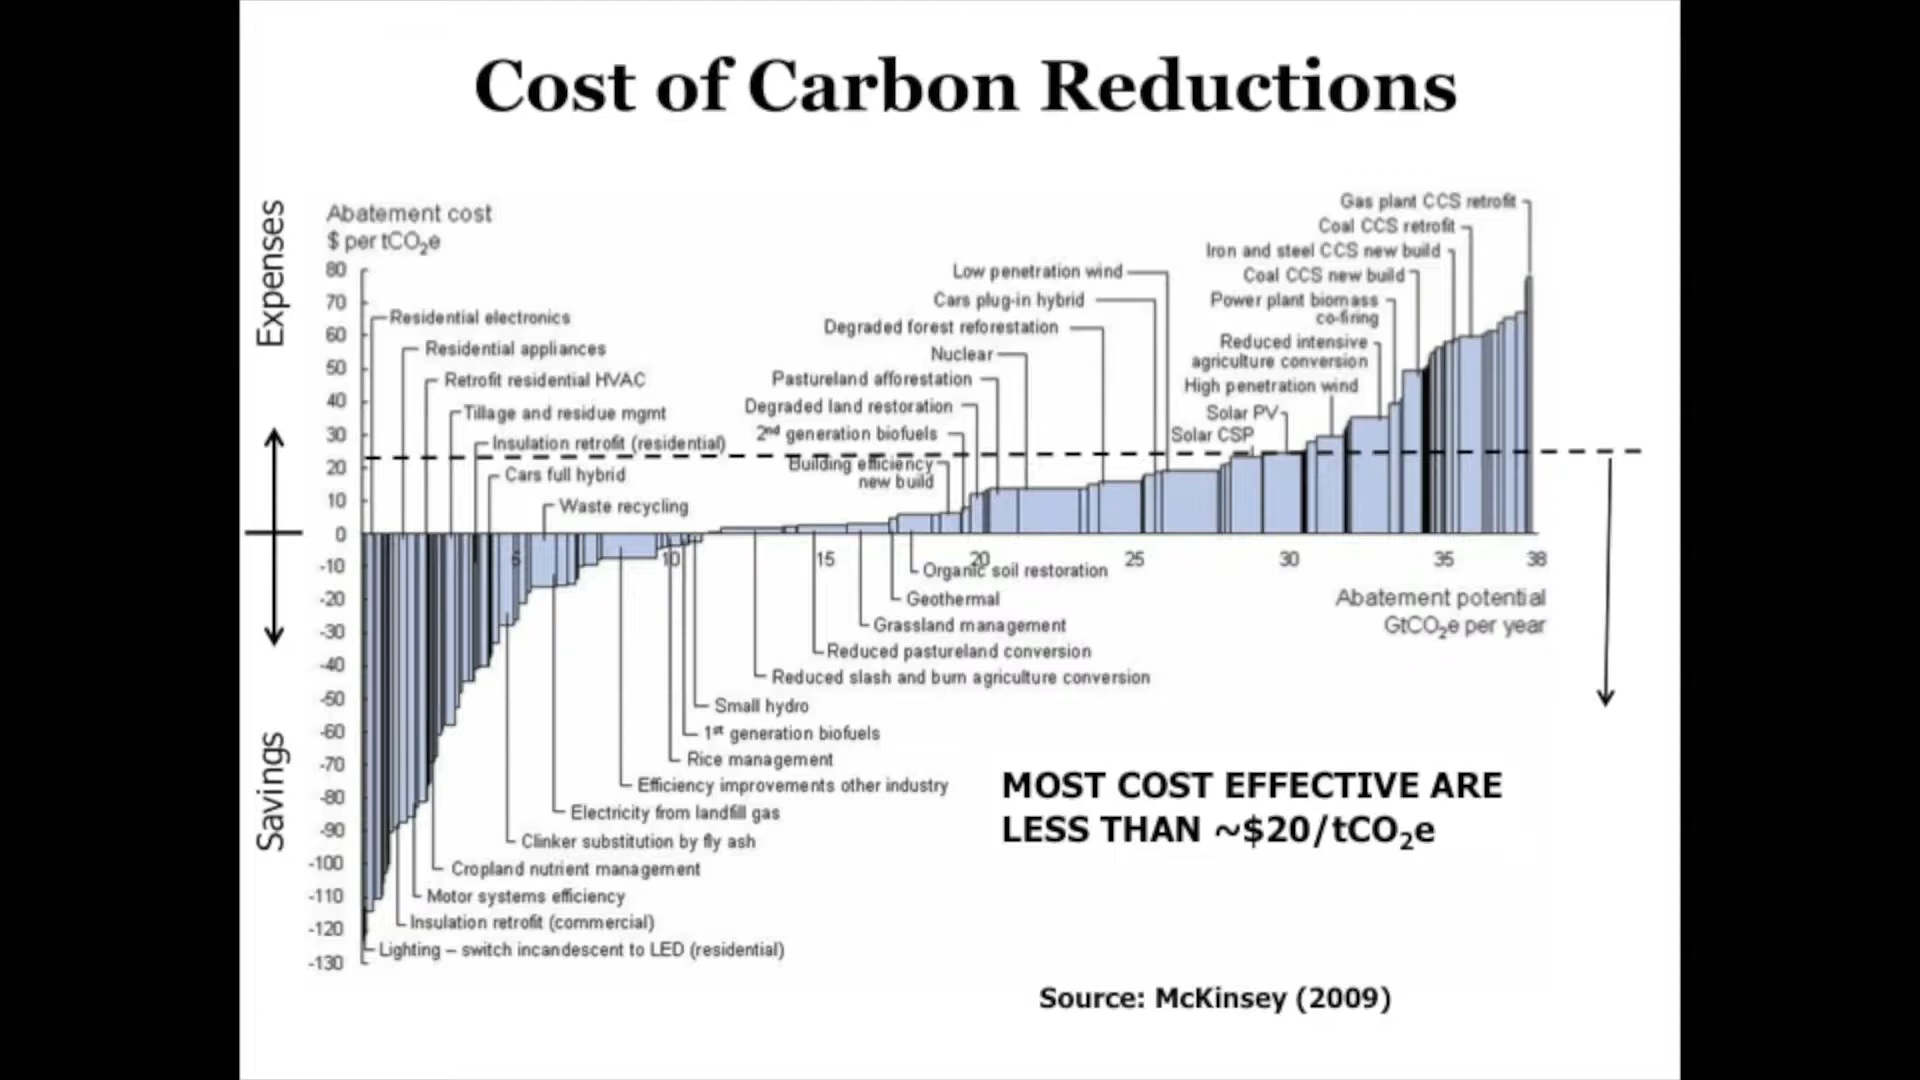 Cost of Carbon Reductions
Expenses
Savings
Abatement cost
$ per tCO₂e
80
70
60
50
40
30
20
10
0
-10
-20
-30
-40
-50
-60
-70
-80
-90
-100
-110
-120
-130
Residential electronics
Residential appliances
Retrofit residential HVAC
Tillage and residue mgmt
Insulation retrofit (residential)
Cars full hybrid
Waste recycling
Gas plant CCS retrofit
Coal CCS retrofit
Iron and steel CCS new build
Low penetration wind
Coal CCS new build
Cars plug-in hybrid
Power plant biomass
co-firing
Degraded forest reforestation
Reduced intensive
agriculture conversion
Nuclear
Pastureland afforestation
High penetration wind
Degraded land restoration
Solar PV
2nd generation biofuels
Solar CSP
Building efficiency
new build
5
10
15
20
25
30
35
38
Abatement potential
GtCO₂e per year
Organic soil restoration
Geothermal
Grassland management
Reduced pastureland conversion
Reduced slash and burn agriculture conversion
Small hydro
1st generation biofuels
Rice management
Efficiency improvements other industry
Electricity from landfill gas
Clinker substitution by fly ash
Cropland nutrient management
Motor systems efficiency
Insulation retrofit (commercial)
Lighting – switch incandescent to LED (residential)
MOST COST EFFECTIVE ARE
LESS THAN ~$20/tCO₂e
Source: McKinsey (2009)